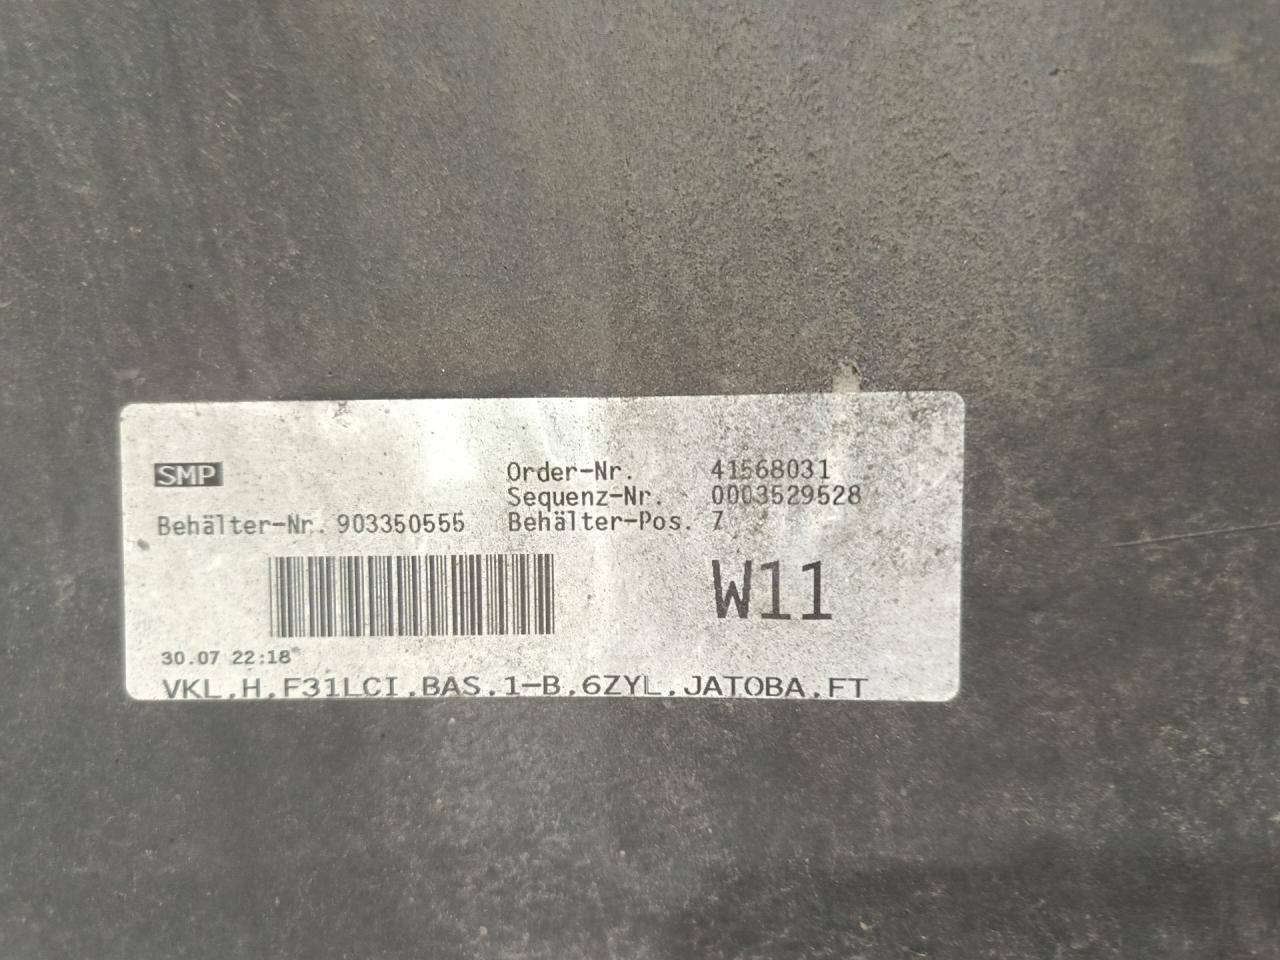 SMP
Order-Nr. 41568031
Sequenz-Nr. 0003529528
Behälter-Nr. 903350555 Behälter-Pos. 7
W11
30.07 22:18
VKL.H.F31LCI.BAS.1-B.6ZYL.JATOBA.FT